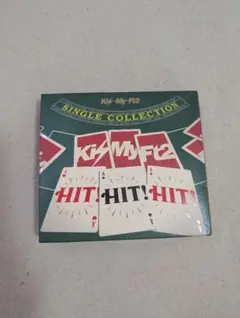 Kis-My-Ft2
SINGLE COLLECTION
Kis My Ft2
HIT! HIT! HIT!